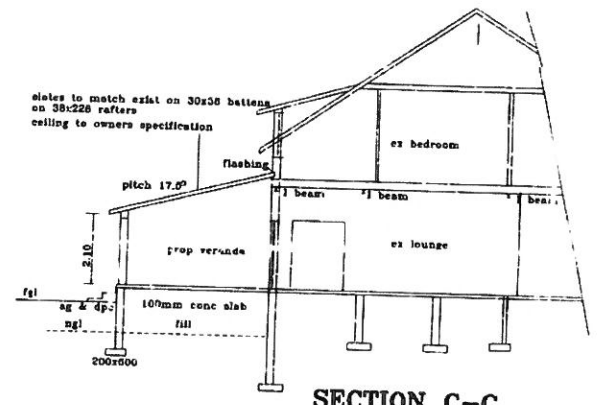 slates to match exist on 30x38 battens
on 38x228 rafters
ceiling to owners specification
ex bedroom
flashing
pitch 17.5°
beam
beam
beam
2.10
prop veranda
ex lounge
fgl
ag & dpc
100mm conc slab
ngl
fill
200x600
SECTION C-C